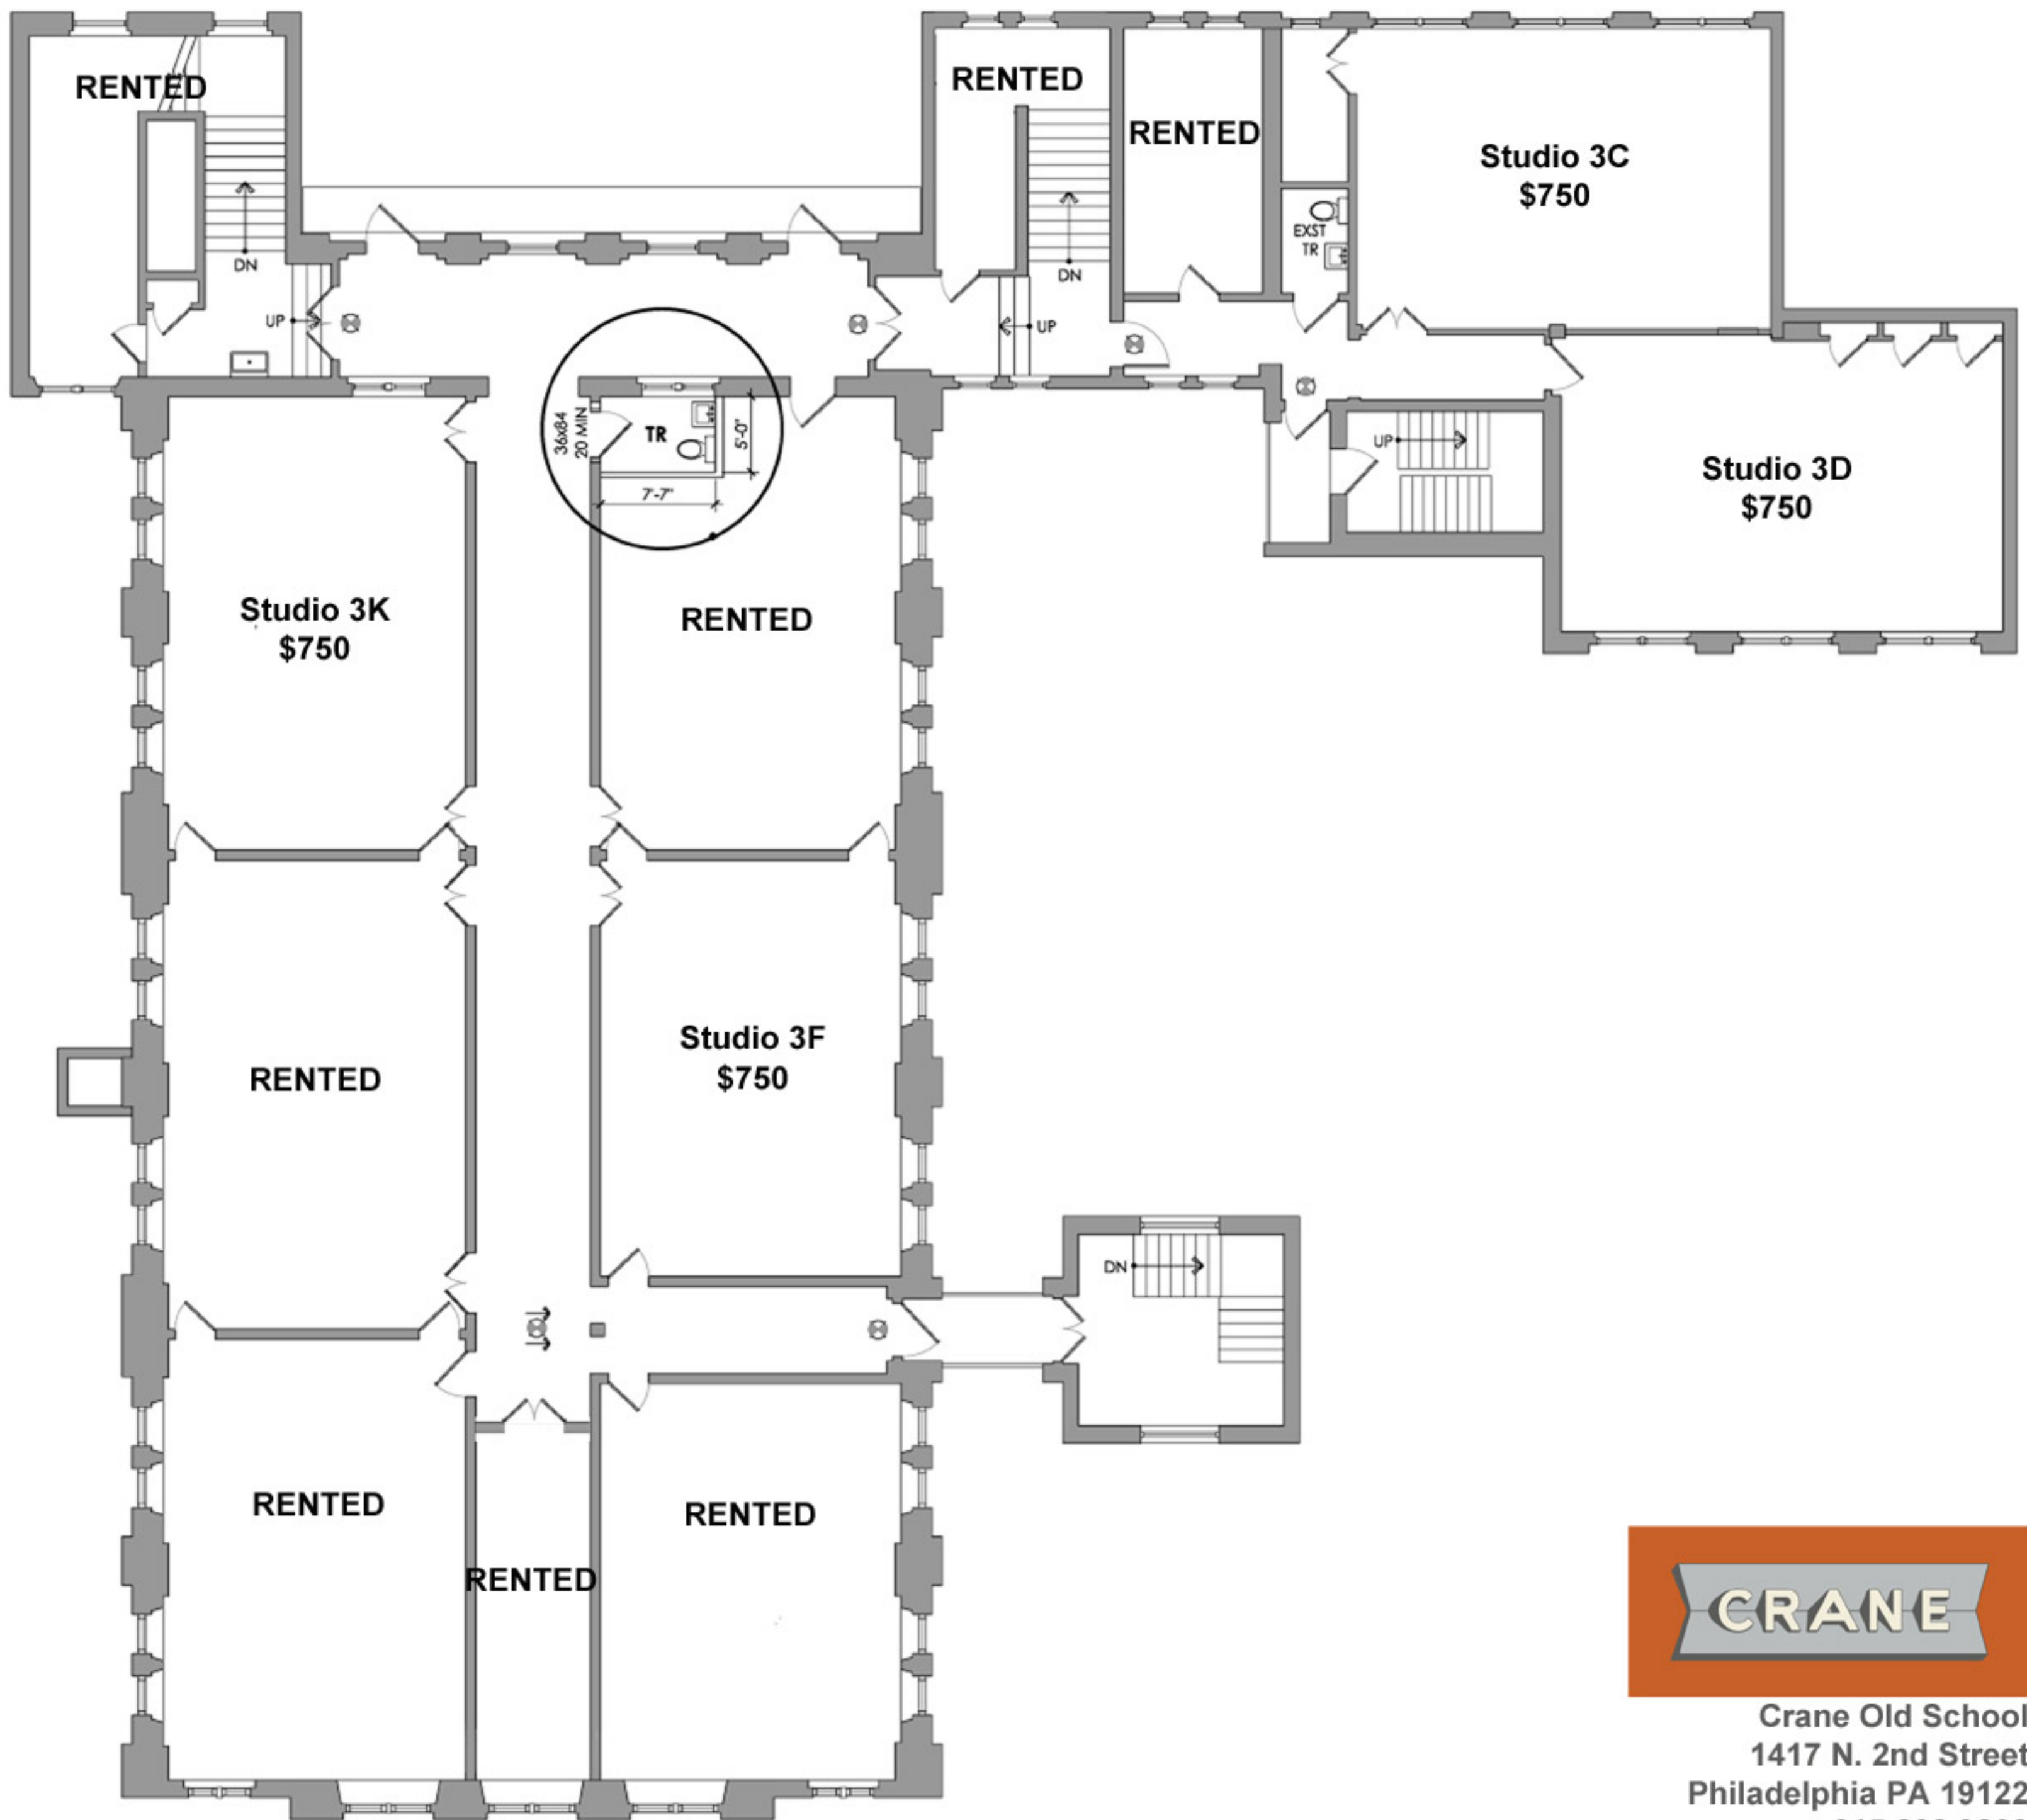 RENTED
RENTED
RENTED
Studio 3C
$750
EXST
TR
DN
DN
UP
UP
36x84
20 MIN
TR
5'-0"
7'-7"
UP
Studio 3D
$750
Studio 3K
$750
RENTED
Studio 3F
$750
RENTED
DN
RENTED
RENTED
RENTED
CRANE
Crane Old School
1417 N. 2nd Street
Philadelphia PA 19122